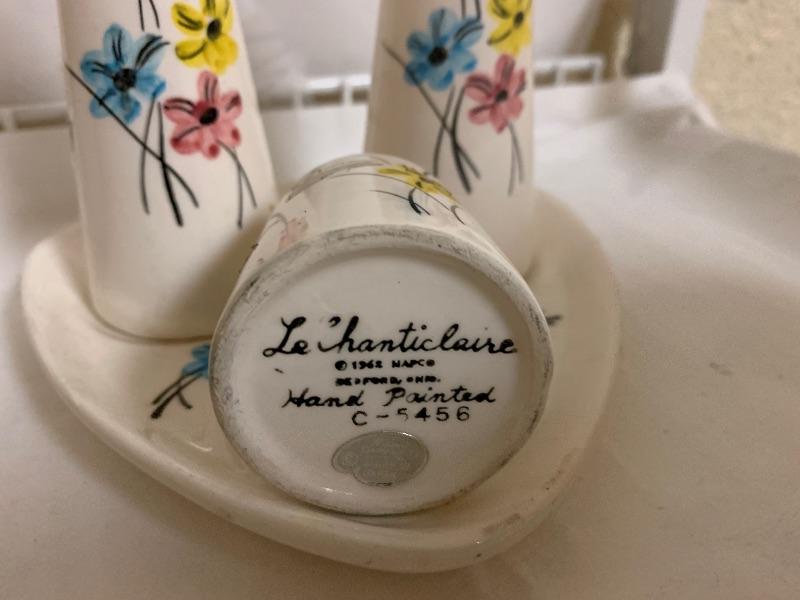 Le Chanticlaire
© 1962 NAPCO
BEDFORD, OHIO.
Hand Painted
C-5456